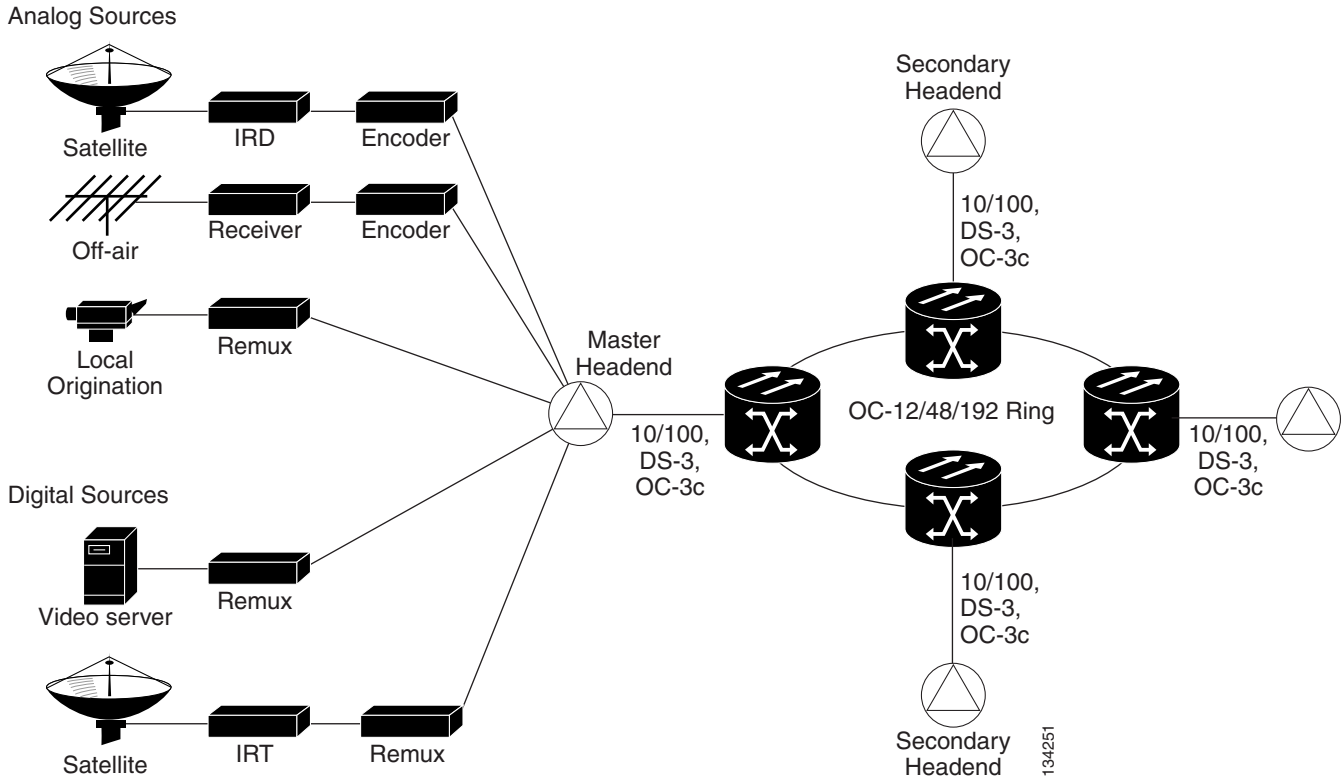 Analog Sources
Satellite
IRD
Encoder
Off-air
Receiver
Encoder
Local
Origination
Remux
Digital Sources
Video server
Remux
Satellite
IRT
Remux
Master
Headend
10/100,
DS-3,
OC-3c
Secondary
Headend
10/100,
DS-3,
OC-3c
OC-12/48/192 Ring
10/100,
DS-3,
OC-3c
10/100,
DS-3,
OC-3c
Secondary
Headend
134251